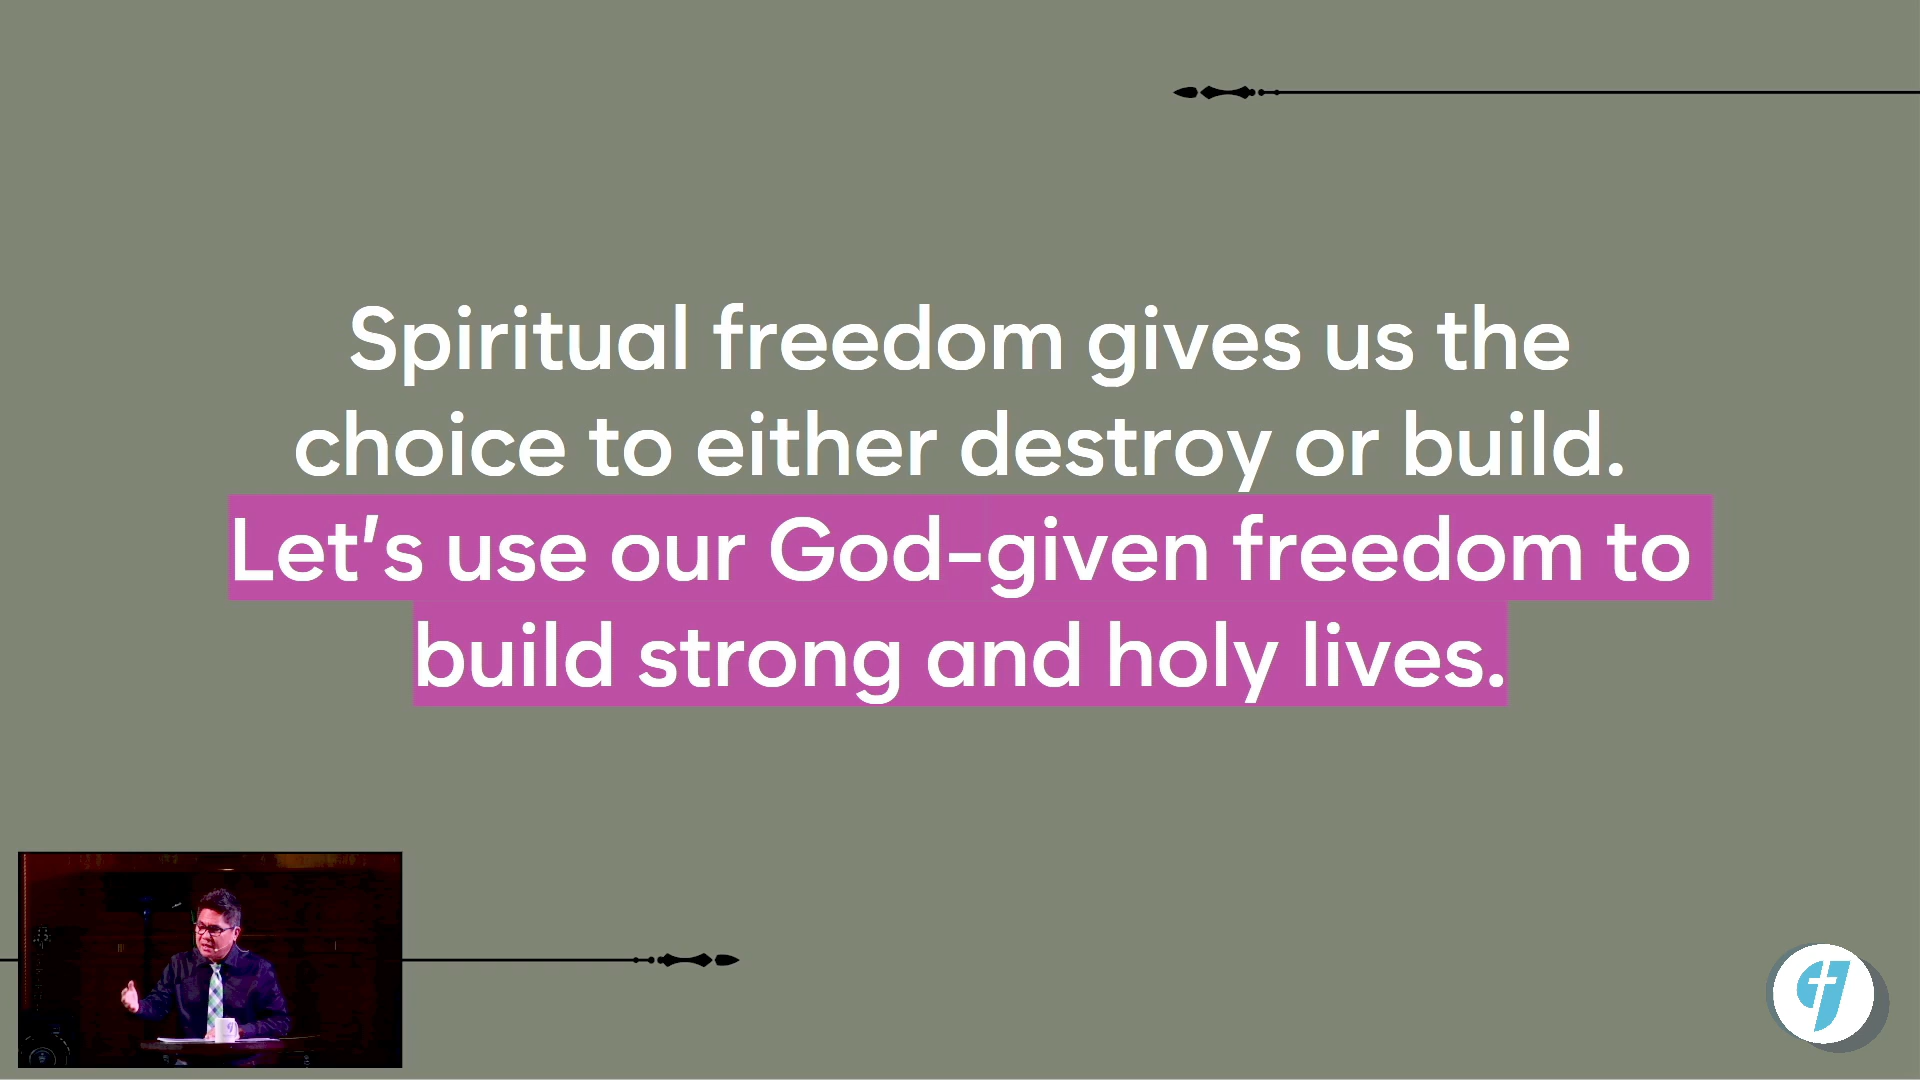 Spiritual freedom gives us the
choice to either destroy or build.
Let's use our God-given freedom to
build strong and holy lives.